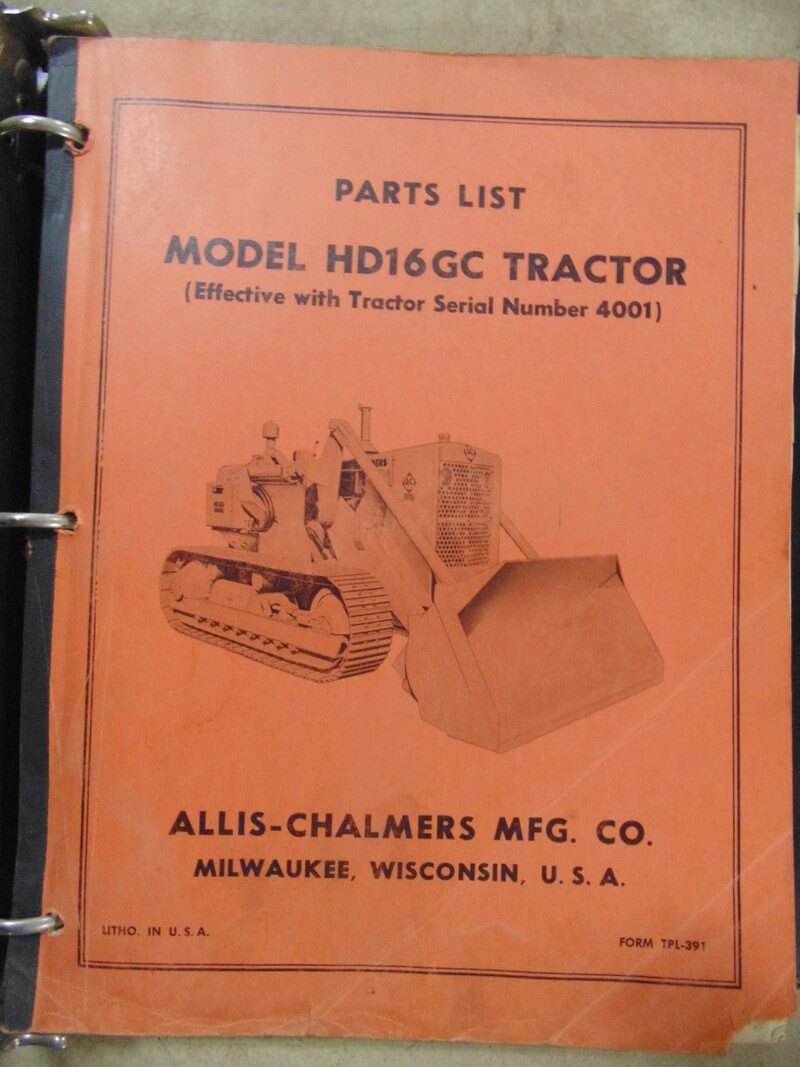 PARTS LIST
MODEL HD16GC TRACTOR
(Effective with Tractor Serial Number 4001)
ALLIS-CHALMERS MFG. CO.
MILWAUKEE, WISCONSIN, U. S. A.
LITHO. IN U. S. A.
FORM TPL-391